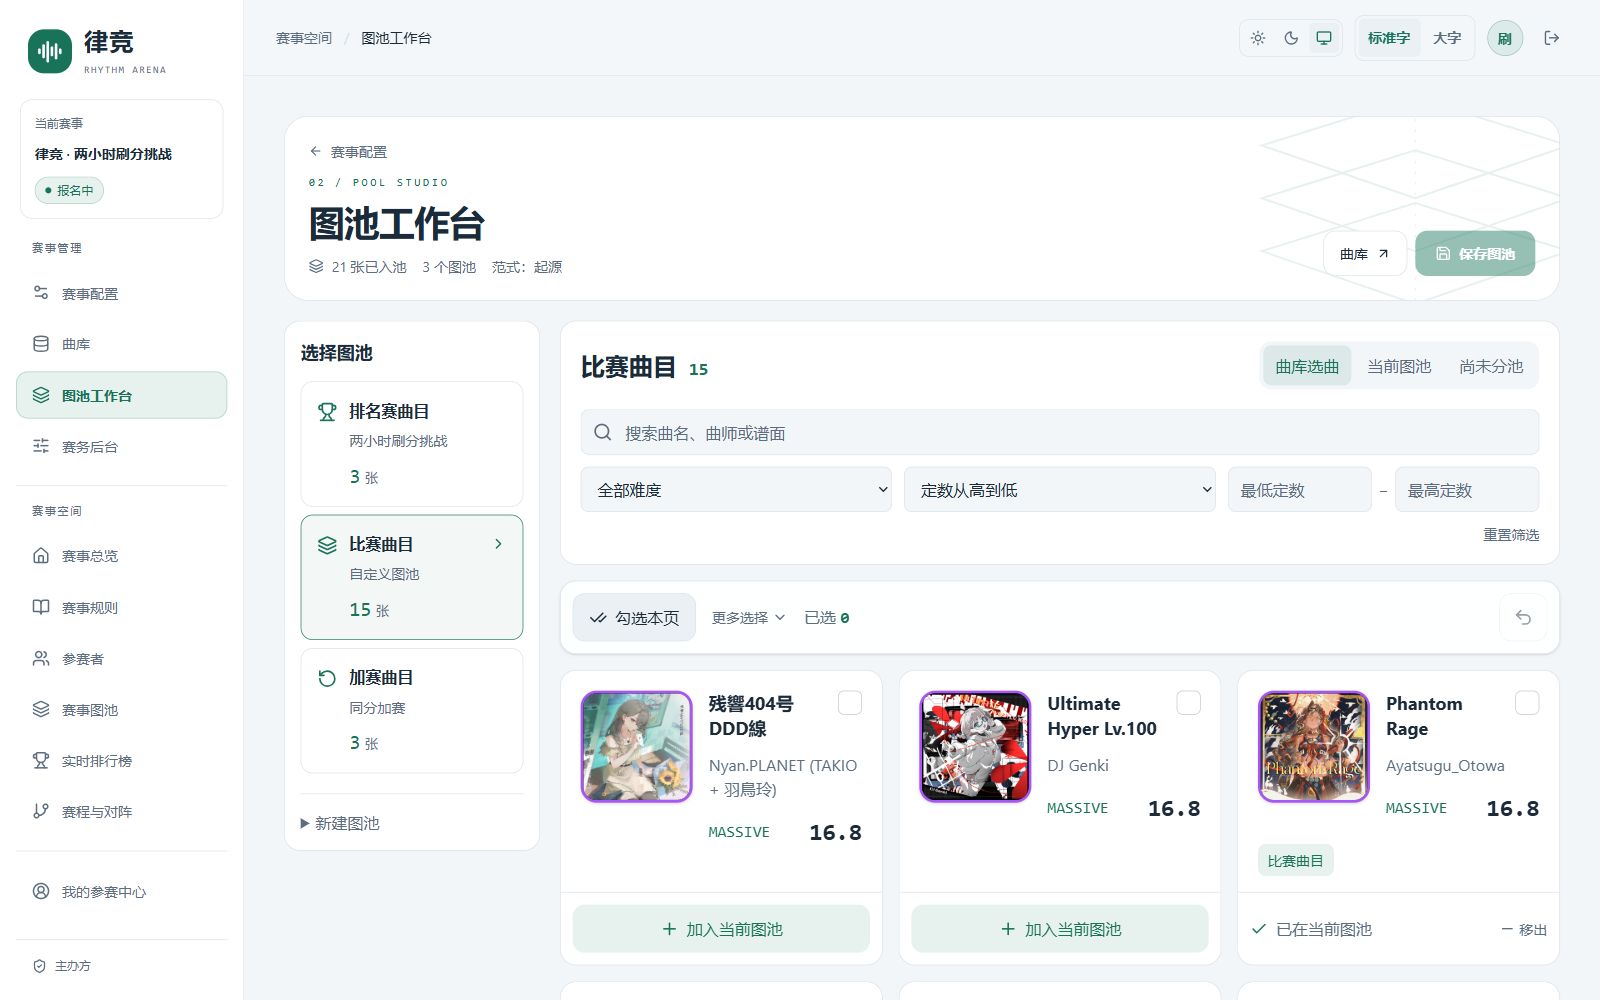 律竞
RHYTHM ARENA
当前赛事
律竞 · 两小时刷分挑战
报名中
赛事管理
赛事配置
曲库
图池工作台
赛务后台
赛事空间
赛事总览
赛事规则
参赛者
赛事图池
实时排行榜
赛程与对阵
我的参赛中心
主办方
赛事空间 / 图池工作台
标准字 大字 刷
赛事配置
02 / POOL STUDIO
图池工作台
21 张已入池 3 个图池 范式：起源
曲库
保存图池
选择图池
排名赛曲目
两小时刷分挑战
3 张
比赛曲目
自定义图池
15 张
加赛曲目
同分加赛
3 张
新建图池
比赛曲目 15
曲库选曲 当前图池 尚未分池
搜索曲名、曲师或谱面
全部难度 定数从高到低 最低定数 – 最高定数
重置筛选
勾选本页 更多选择 已选 0
残響404号
DDD線
Nyan.PLANET (TAKIO
+ 羽鳥玲)
MASSIVE 16.8
加入当前图池
Ultimate
Hyper Lv.100
DJ Genki
MASSIVE 16.8
加入当前图池
Phantom Rage
Phantom
Rage
Ayatsugu_Otowa
MASSIVE 16.8
比赛曲目
已在当前图池 移出